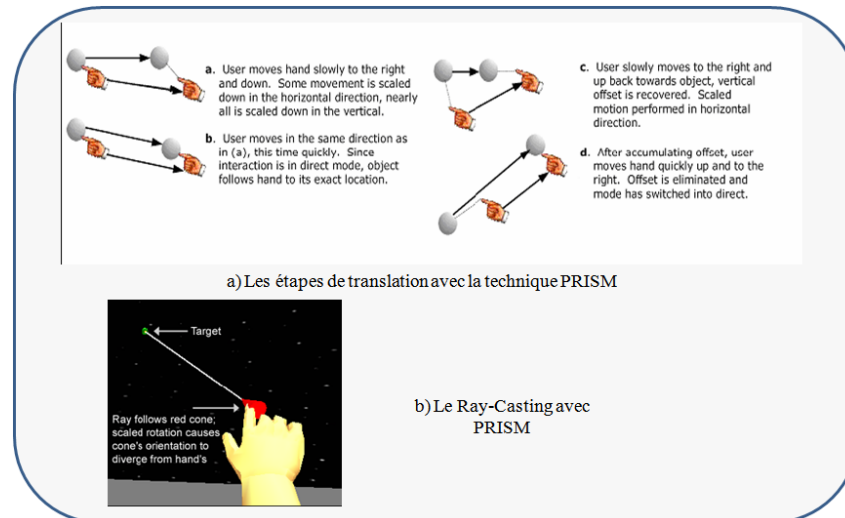 a. User moves hand slowly to the right
and down. Some movement is scaled
down in the horizontal direction, nearly
all is scaled down in the vertical.
b. User moves in the same direction as
in (a), this time quickly. Since
interaction is in direct mode, object
follows hand to its exact location.
c. User slowly moves to the right and
up back towards object, vertical
offset is recovered. Scaled
motion performed in horizontal
direction.
d. After accumulating offset, user
moves hand quickly up and to the
right. Offset is eliminated and
mode has switched into direct.
a) Les étapes de translation avec la technique PRISM
Target
Ray follows red cone;
scaled rotation causes
cone's orientation to
diverge from hand's
b) Le Ray-Casting avec
PRISM